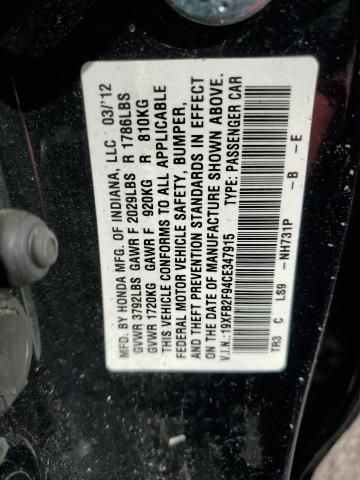 MFD. BY HONDA MFG. OF INDIANA, LLC 03/'12
GVWR 3792LBS GAWR F 2029LBS R 1786LBS
GVWR 1720KG GAWR F 920KG R 810KG
THIS VEHICLE CONFORMS TO ALL APPLICABLE
FEDERAL MOTOR VEHICLE SAFETY, BUMPER,
AND THEFT PREVENTION STANDARDS IN EFFECT
ON THE DATE OF MANUFACTURE SHOWN ABOVE.
V.I.N.:19XFB2F94CE347915 TYPE: PASSENGER CAR
TR3 C LS9 -NH731P -B -E